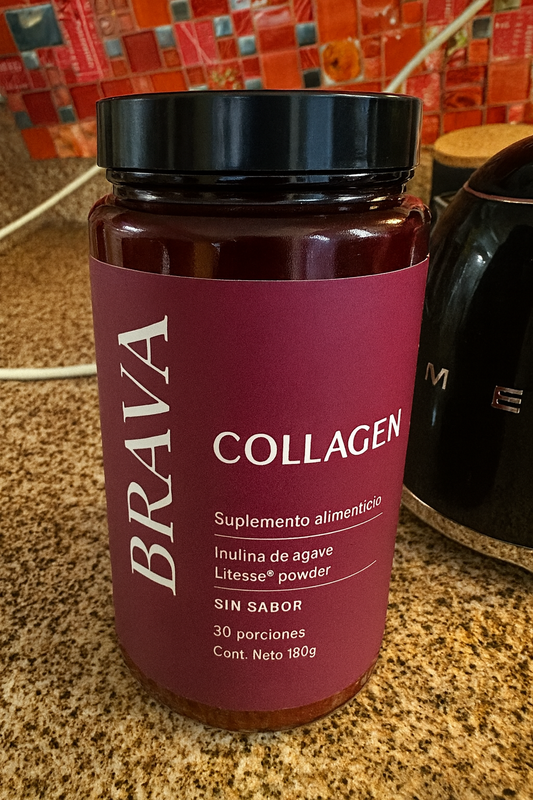 BRAVA
COLLAGEN
Suplemento alimenticio
Inulina de agave
Litesse® powder
SIN SABOR
30 porciones
Cont. Neto 180g
M E